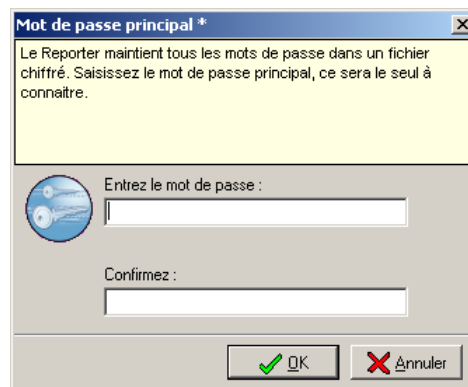 Mot de passe principal *
Le Reporter maintient tous les mots de passe dans un fichier
chiffré. Saisissez le mot de passe principal, ce sera le seul à
connaitre.
Entrez le mot de passe :
Confirmez :
OK
Annuler